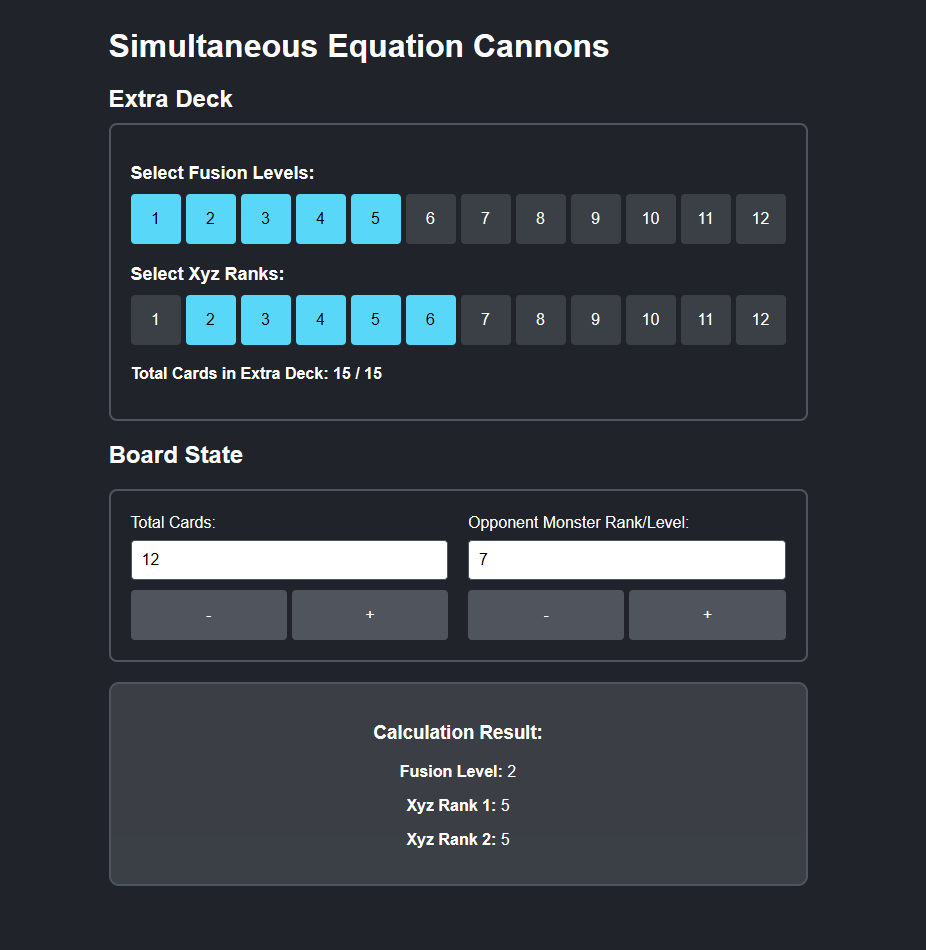 Simultaneous Equation Cannons
Extra Deck
Select Fusion Levels:
1 2 3 4 5 6 7 8 9 10 11 12
Select Xyz Ranks:
1 2 3 4 5 6 7 8 9 10 11 12
Total Cards in Extra Deck: 15 / 15
Board State
Total Cards: Opponent Monster Rank/Level:
12 7
- + - +
Calculation Result:
Fusion Level: 2
Xyz Rank 1: 5
Xyz Rank 2: 5